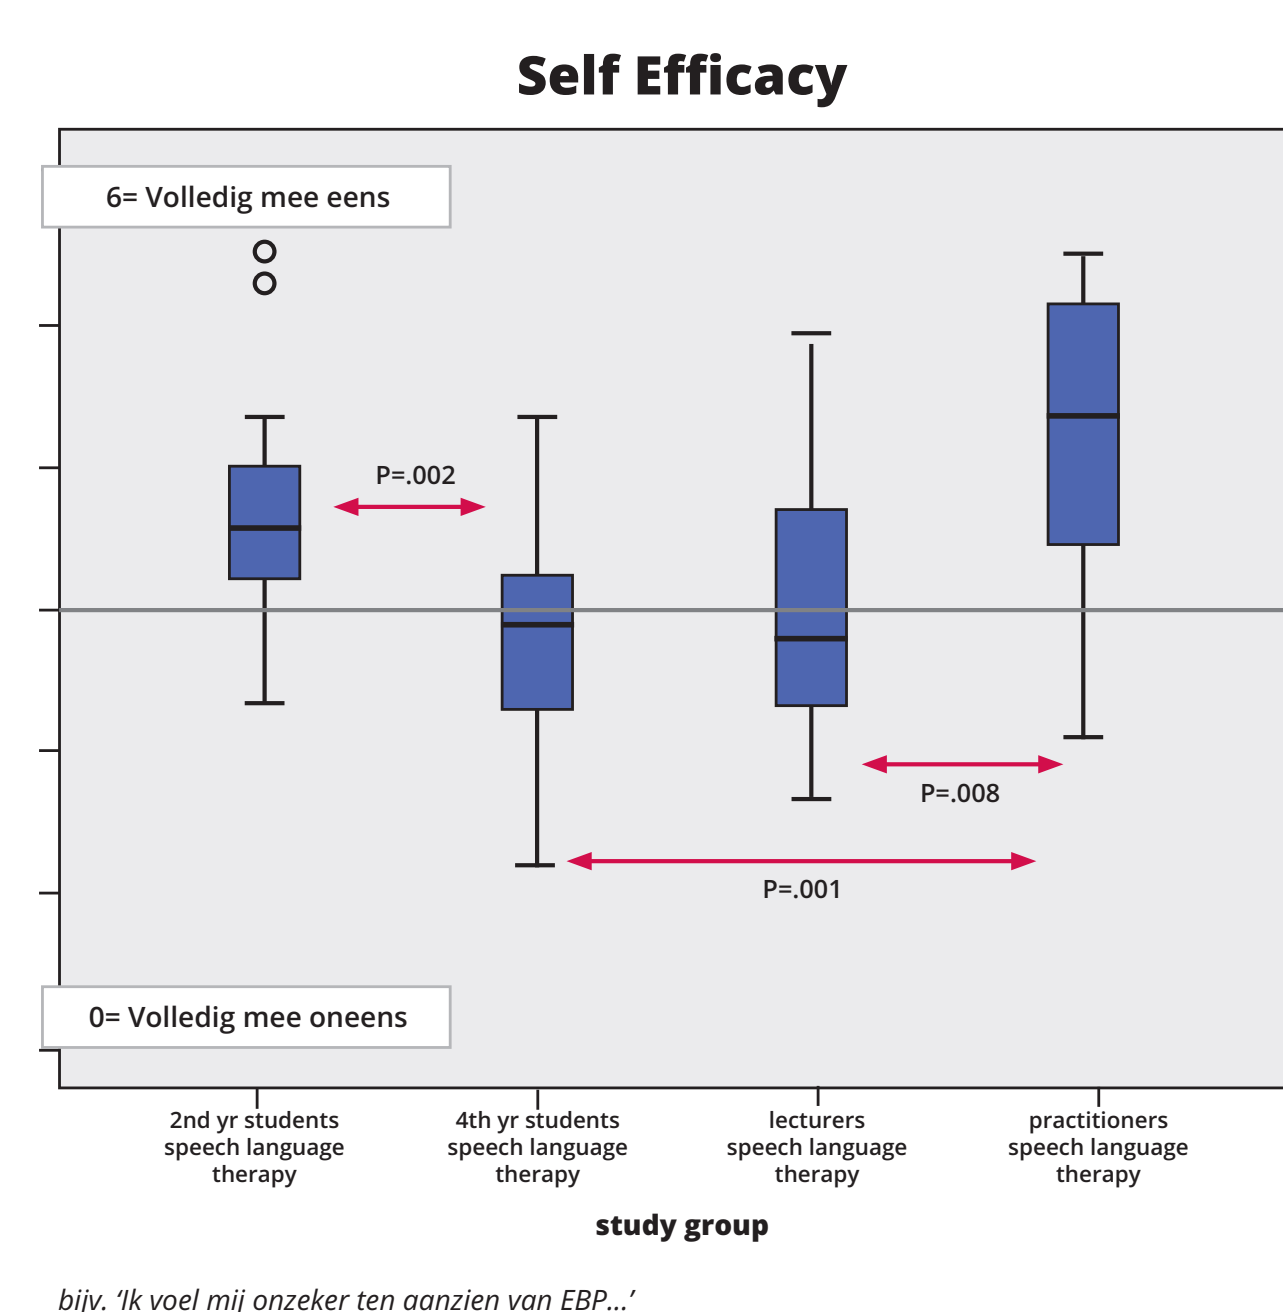 Self Efficacy
6= Volledig mee eens
P=.002
P=.008
P=.001
0= Volledig mee oneens
2nd yr students
speech language
therapy
4th yr students
speech language
therapy
lecturers
speech language
therapy
practitioners
speech language
therapy
study group
bijv. ‘Ik voel mij onzeker ten aanzien van EBP...’